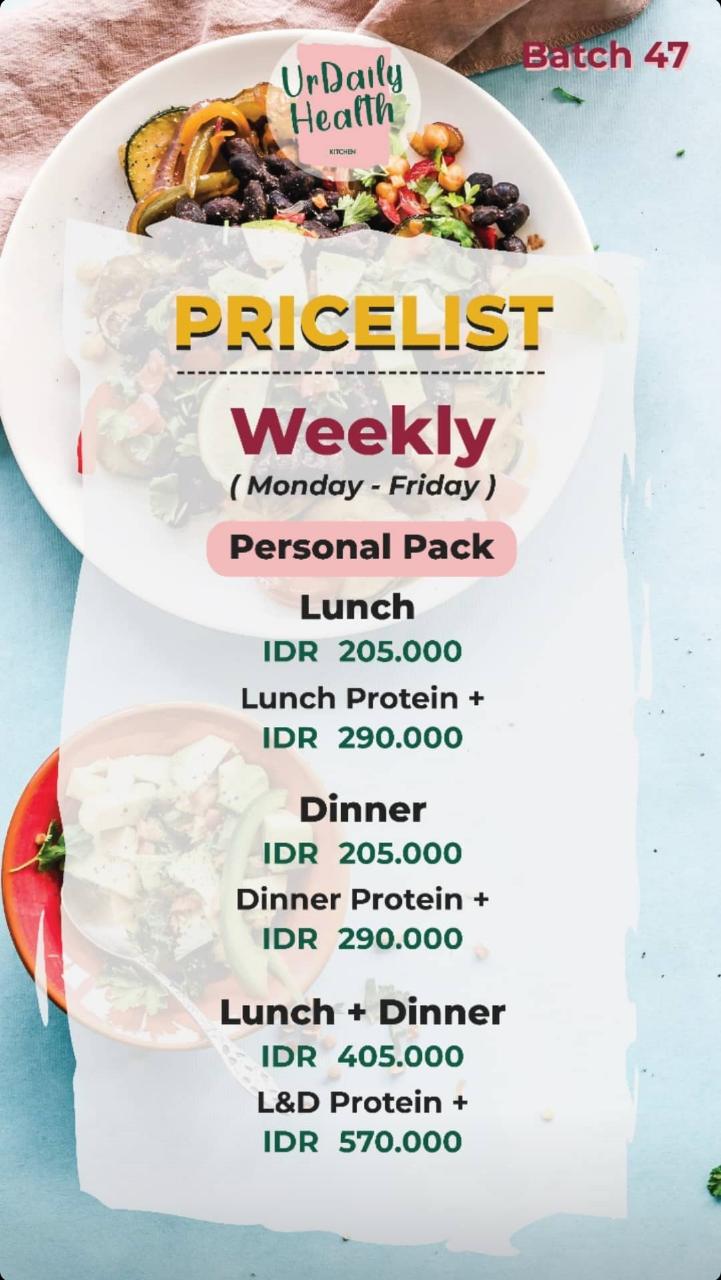 Batch 47
UrDaily
Health
KITCHEN
PRICELIST
Weekly
( Monday - Friday )
Personal Pack
Lunch
IDR 205.000
Lunch Protein +
IDR 290.000
Dinner
IDR 205.000
Dinner Protein +
IDR 290.000
Lunch + Dinner
IDR 405.000
L&D Protein +
IDR 570.000